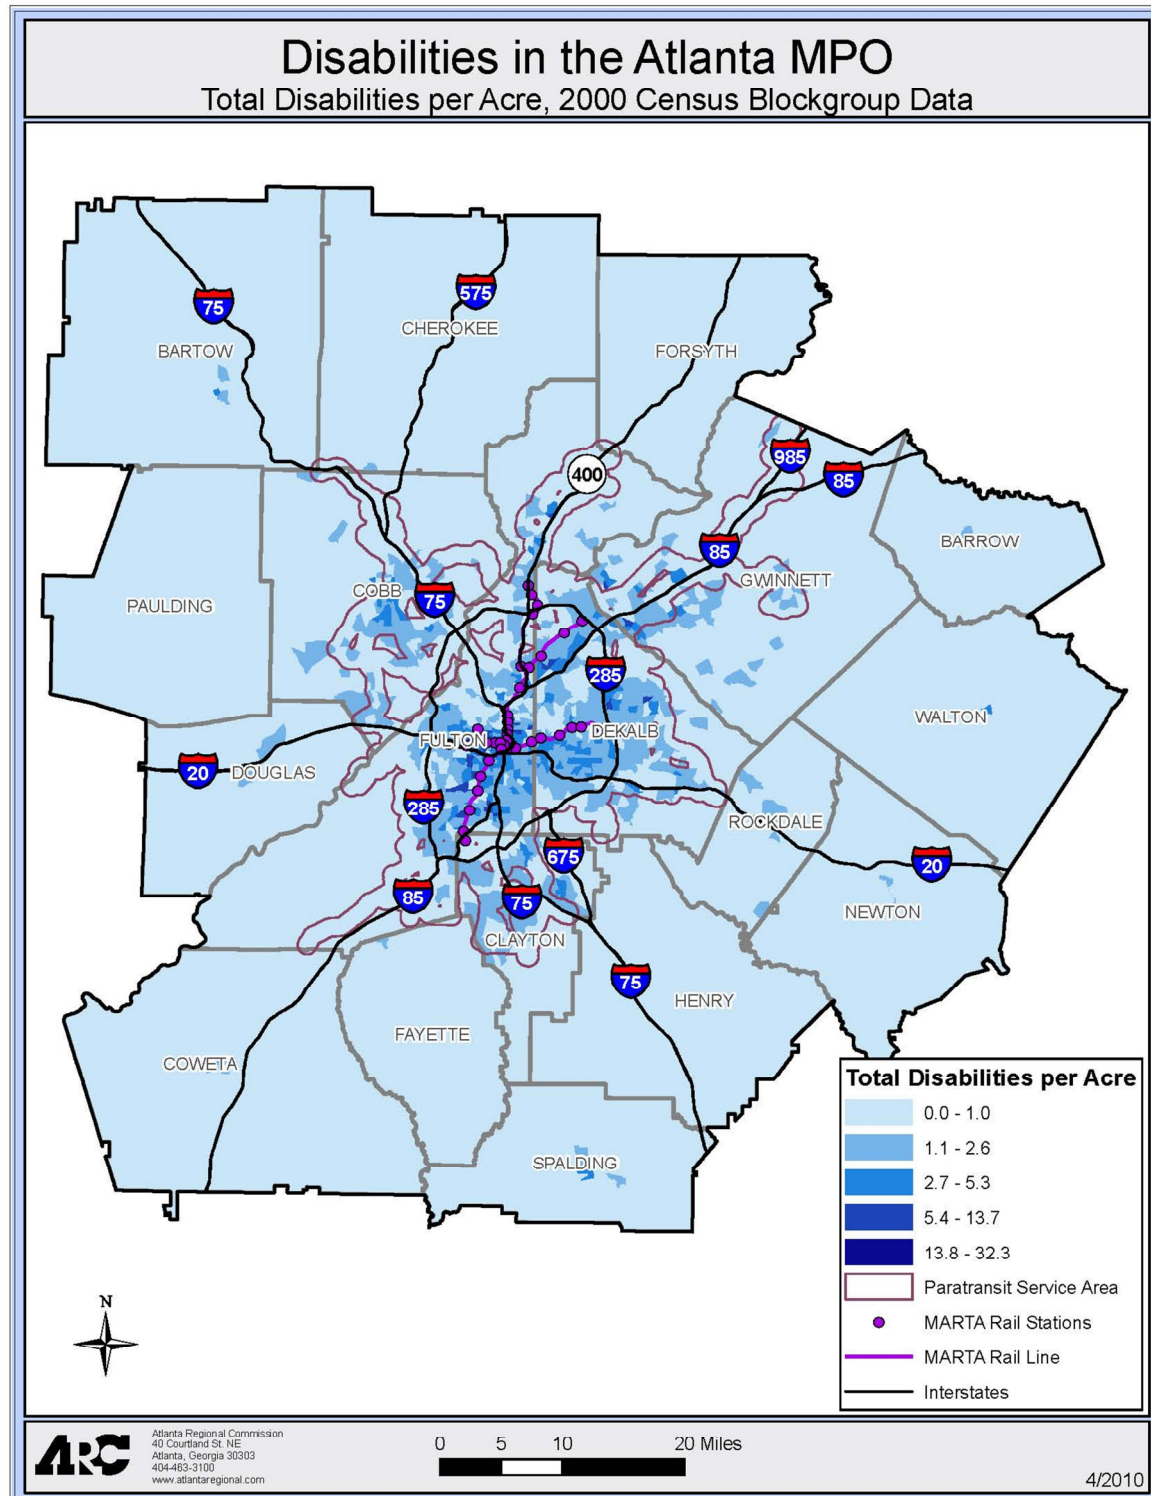 Disabilities in the Atlanta MPO
Total Disabilities per Acre, 2000 Census Blockgroup Data
575
75
CHEROKEE
BARTOW
FORSYTH
985
400
85
85
BARROW
GWINNETT
COBB
75
PAULDING
285
WALTON
DEKALB
FULTON
20
DOUGLAS
285
ROCKDALE
675
20
85
75
NEWTON
CLAYTON
75
HENRY
FAYETTE
COWETA
SPALDING
Total Disabilities per Acre
0.0 - 1.0
1.1 - 2.6
2.7 - 5.3
5.4 - 13.7
13.8 - 32.3
Paratransit Service Area
MARTA Rail Stations
MARTA Rail Line
Interstates
N
ARC
Atlanta Regional Commission
40 Courtland St. NE
Atlanta, Georgia 30303
404-463-3100
www.atlantaregional.com
0 5 10 20 Miles
4/2010